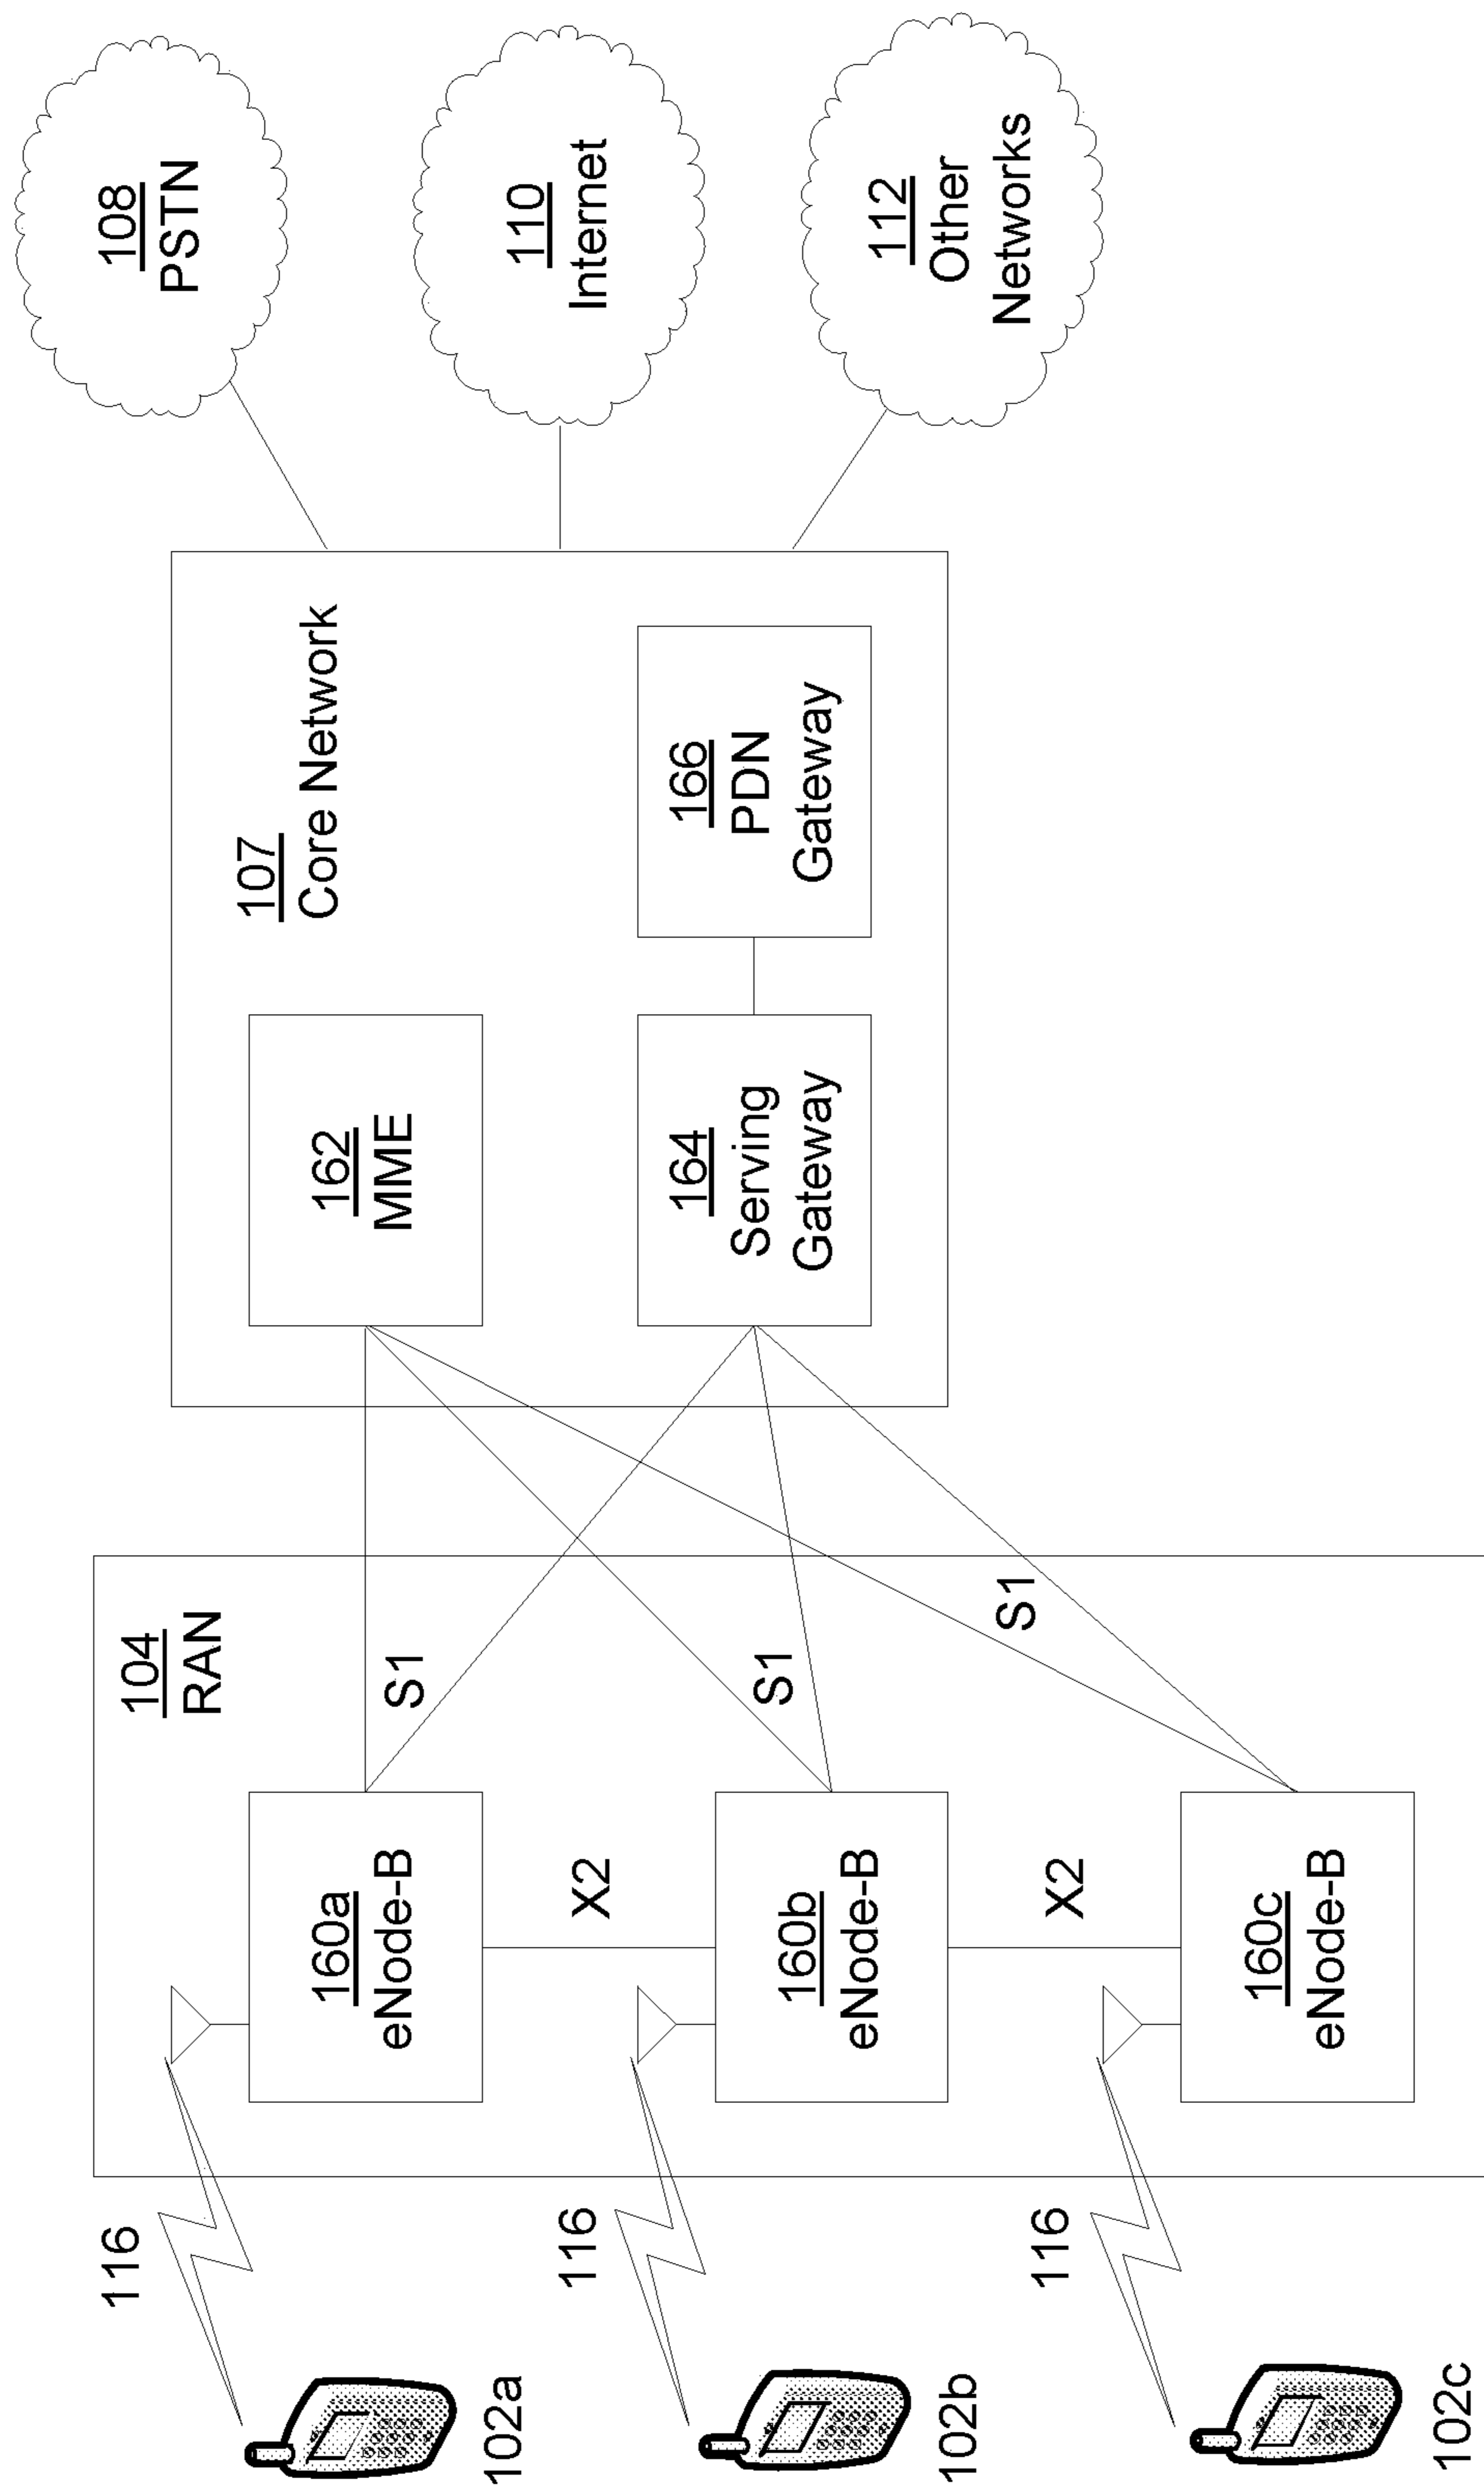 102a
116
104
RAN
160a
eNode-B
S1
X2
102b
116
160b
eNode-B
S1
X2
102c
116
160c
eNode-B
S1
107
Core Network
162
MME
164
Serving
Gateway
166
PDN
Gateway
108
PSTN
110
Internet
112
Other
Networks